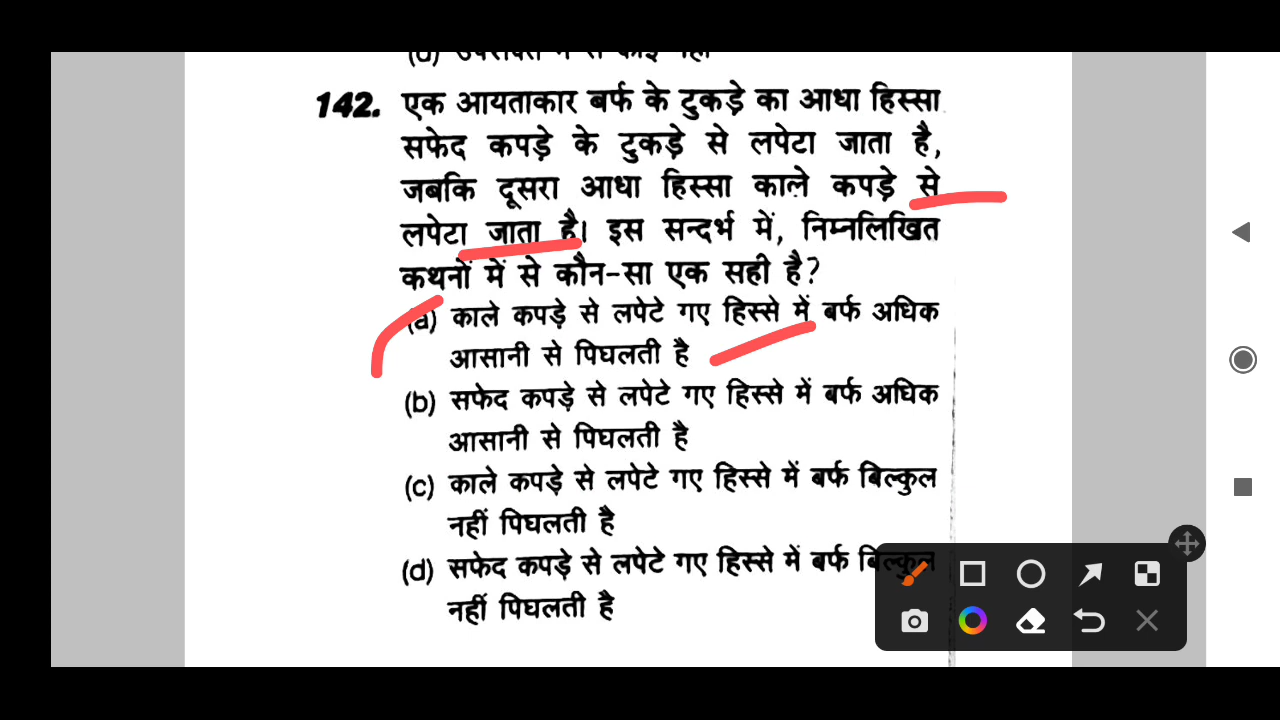 142. एक आयताकार बर्फ के टुकड़े का आधा हिस्सा
सफेद कपड़े के टुकड़े से लपेटा जाता है,
जबकि दूसरा आधा हिस्सा काले कपड़े से
लपेटा जाता है। इस सन्दर्भ में, निम्नलिखित
कथनों में से कौन-सा एक सही है?
(a) काले कपड़े से लपेटे गए हिस्से में बर्फ अधिक
आसानी से पिघलती है
(b) सफेद कपड़े से लपेटे गए हिस्से में बर्फ अधिक
आसानी से पिघलती है
(c) काले कपड़े से लपेटे गए हिस्से में बर्फ बिल्कुल
नहीं पिघलती है
(d) सफेद कपड़े से लपेटे गए हिस्से में बर्फ बिल्कुल
नहीं पिघलती है